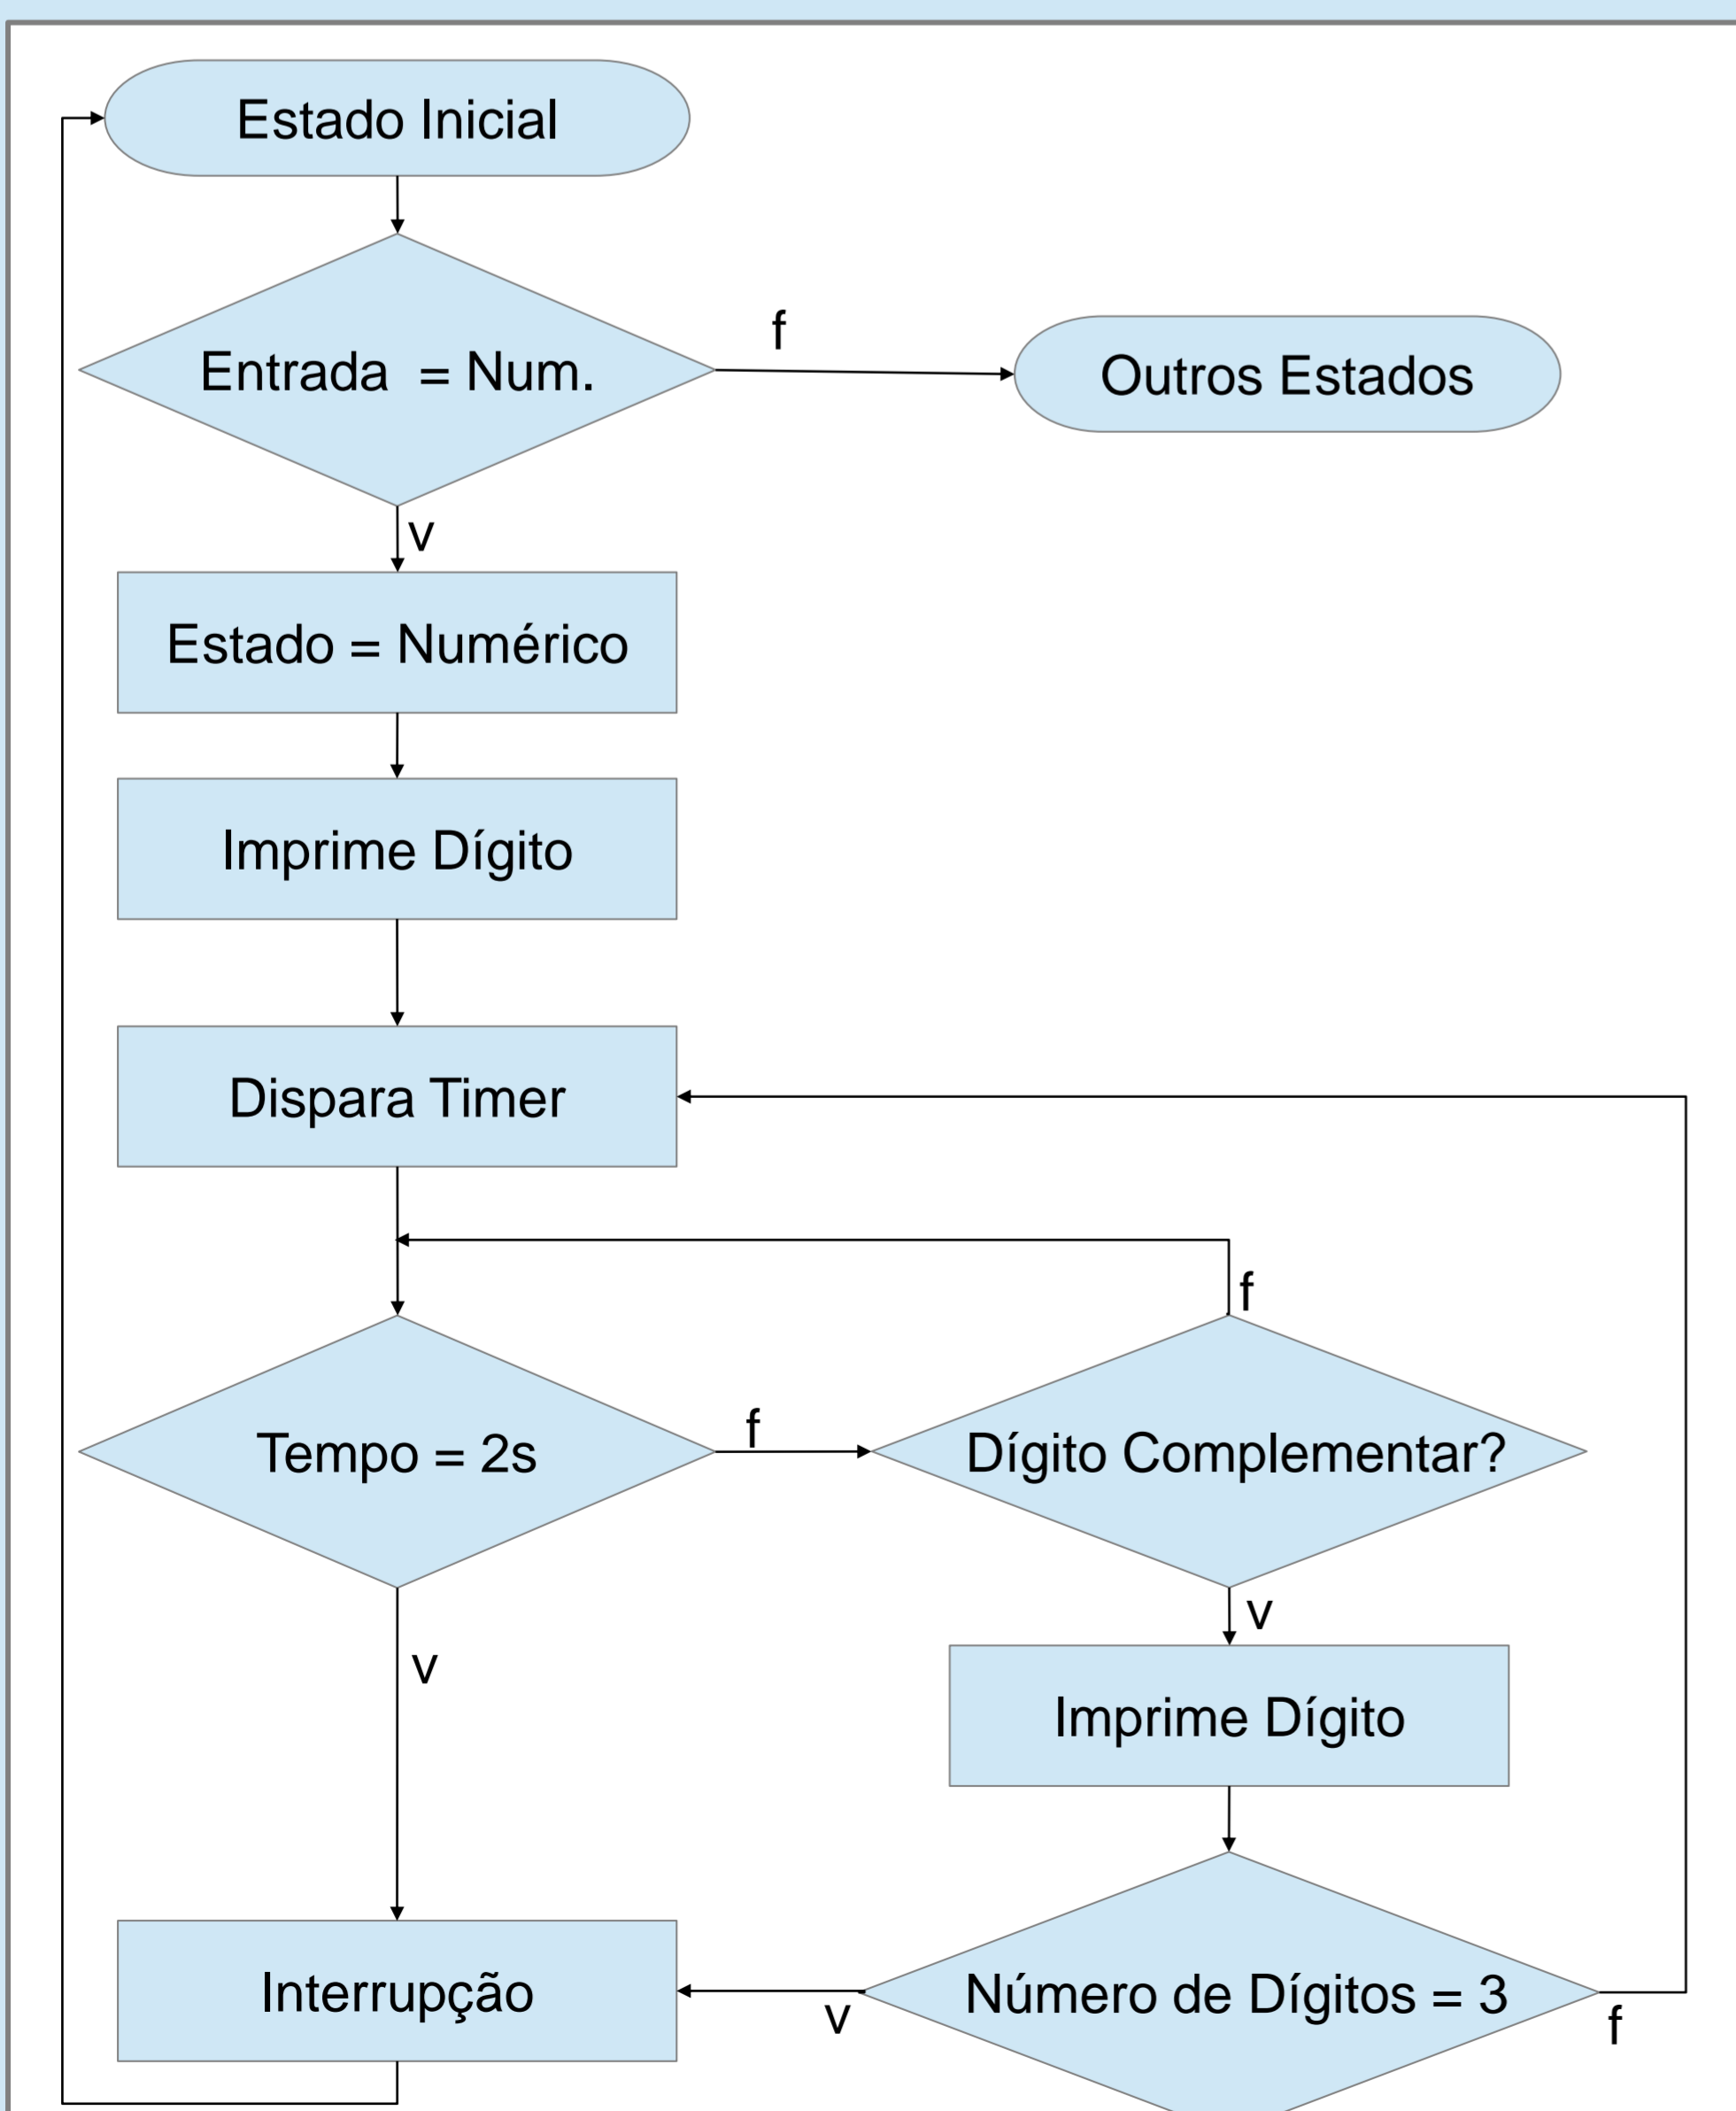 Estado Inicial
f
Entrada = Num.
Outros Estados
v
Estado = Numérico
Imprime Dígito
Dispara Timer
f
f
Tempo = 2s
Dígito Complementar?
v
v
Imprime Dígito
Interrupção
Número de Dígitos = 3
v
f